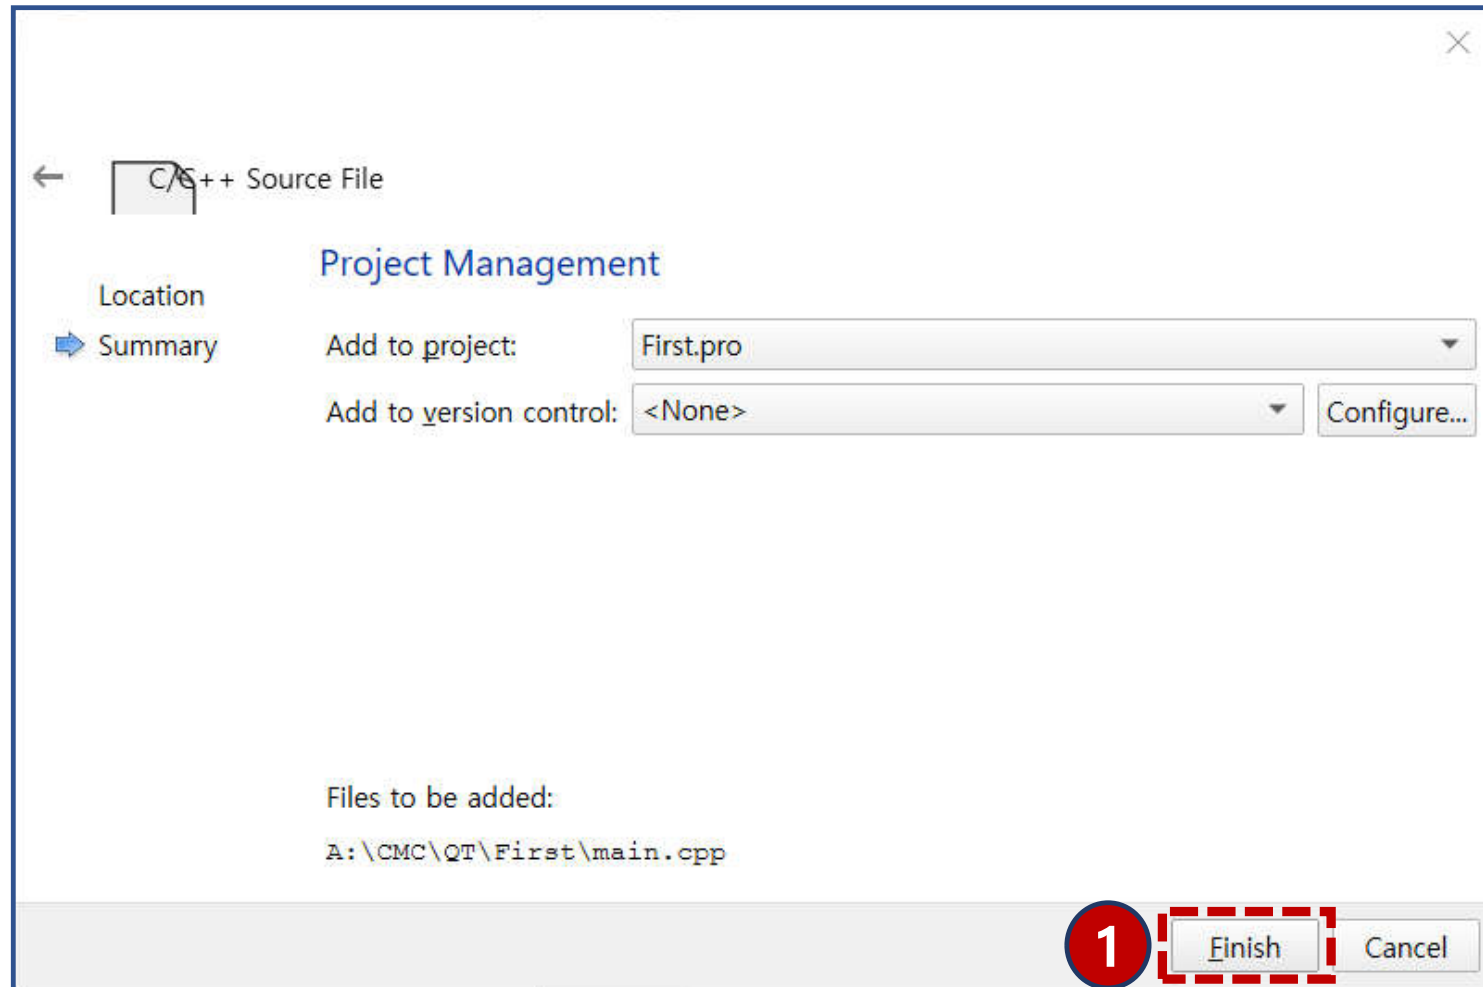 C/C++ Source File
Project Management
Location
Summary
Add to project: First.pro
Add to version control: <None> Configure...
Files to be added:
A:\CMC\QT\First\main.cpp
1 Finish Cancel